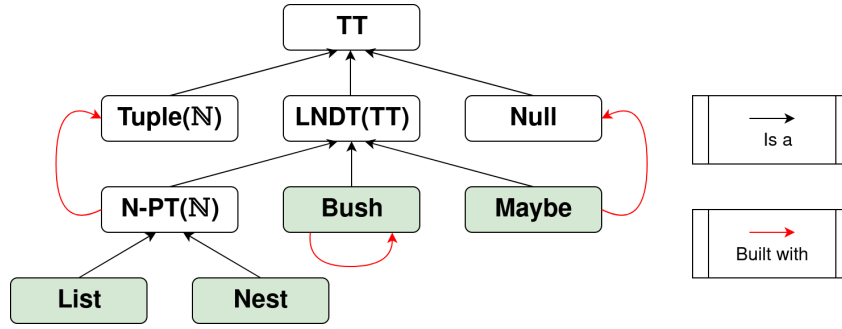 TT
Tuple(ℕ)
LNDT(TT)
Null
Is a
N-PT(ℕ)
Bush
Maybe
Built with
List
Nest